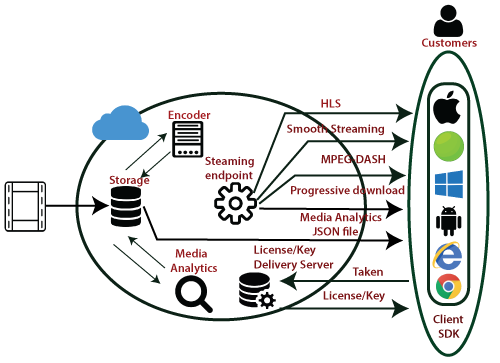 Customers
HLS
Encoder
Smooth Streaming
Steaming
endpoint
MPEG-DASH
Storage
Progressive download
Media Analytics
JSON file
Media
Analytics
License/Key
Delivery Server
Taken
License/Key
Client
SDK